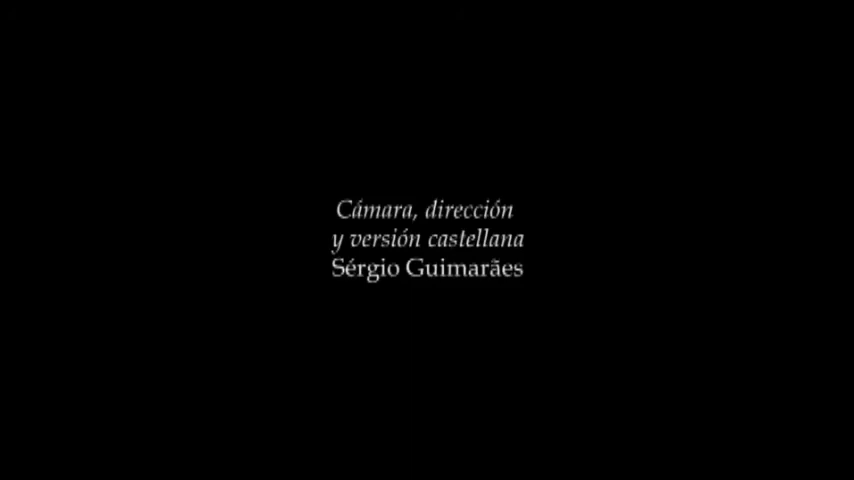 Cámara, dirección
y versión castellana
Sérgio Guimarães